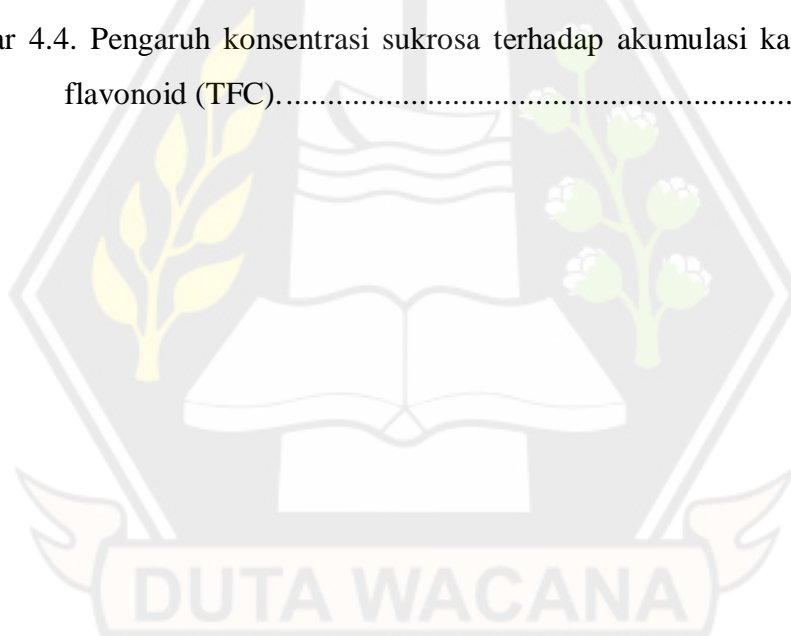 ar 4.4. Pengaruh konsentrasi sukrosa terhadap akumulasi ka
flavonoid (TFC)...............................................................
DUTA WACANA